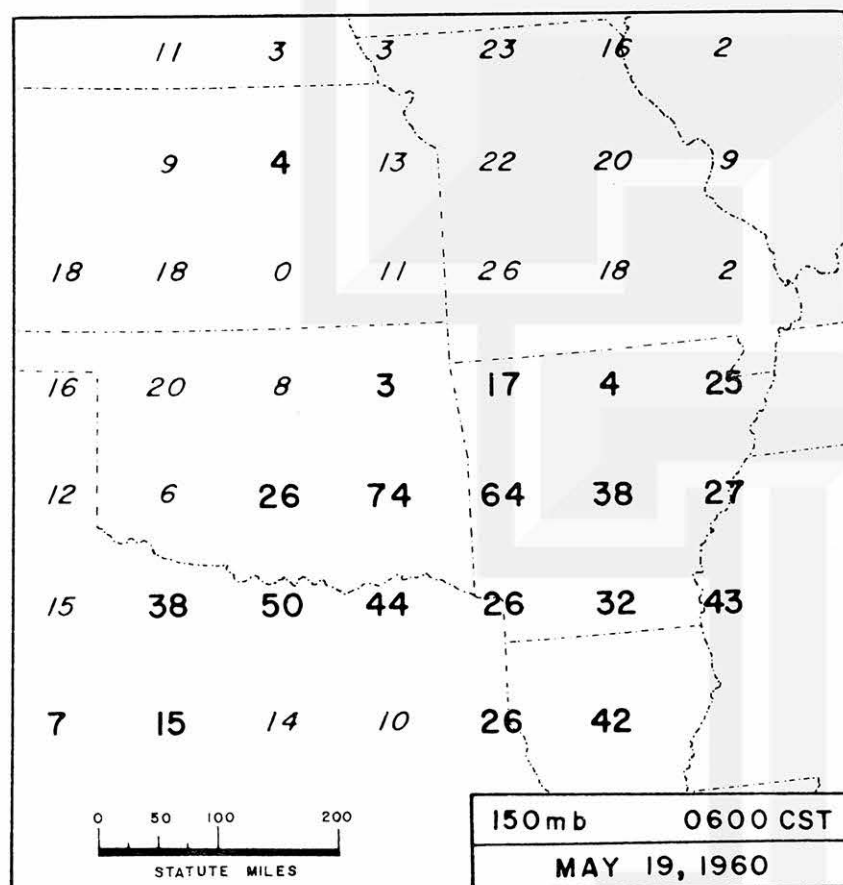 11 3 3 23 16 2
9 4 13 22 20 9
18 18 0 11 26 18 2
16 20 8 3 17 4 25
12 6 26 74 64 38 27
15 38 50 44 26 32 43
7 15 14 10 26 42
0 50 100 200
STATUTE MILES
150mb 0600 CST
MAY 19, 1960